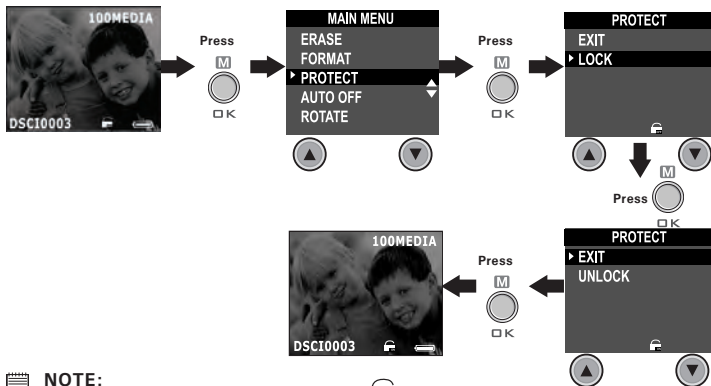 100MEDIA
DSCI0003
Press
M
OK
MAIN MENU
ERASE
FORMAT
PROTECT
AUTO OFF
ROTATE
Press
M
OK
PROTECT
EXIT
LOCK
Press
M
OK
PROTECT
EXIT
UNLOCK
Press
M
OK
100MEDIA
DSCI0003
NOTE: